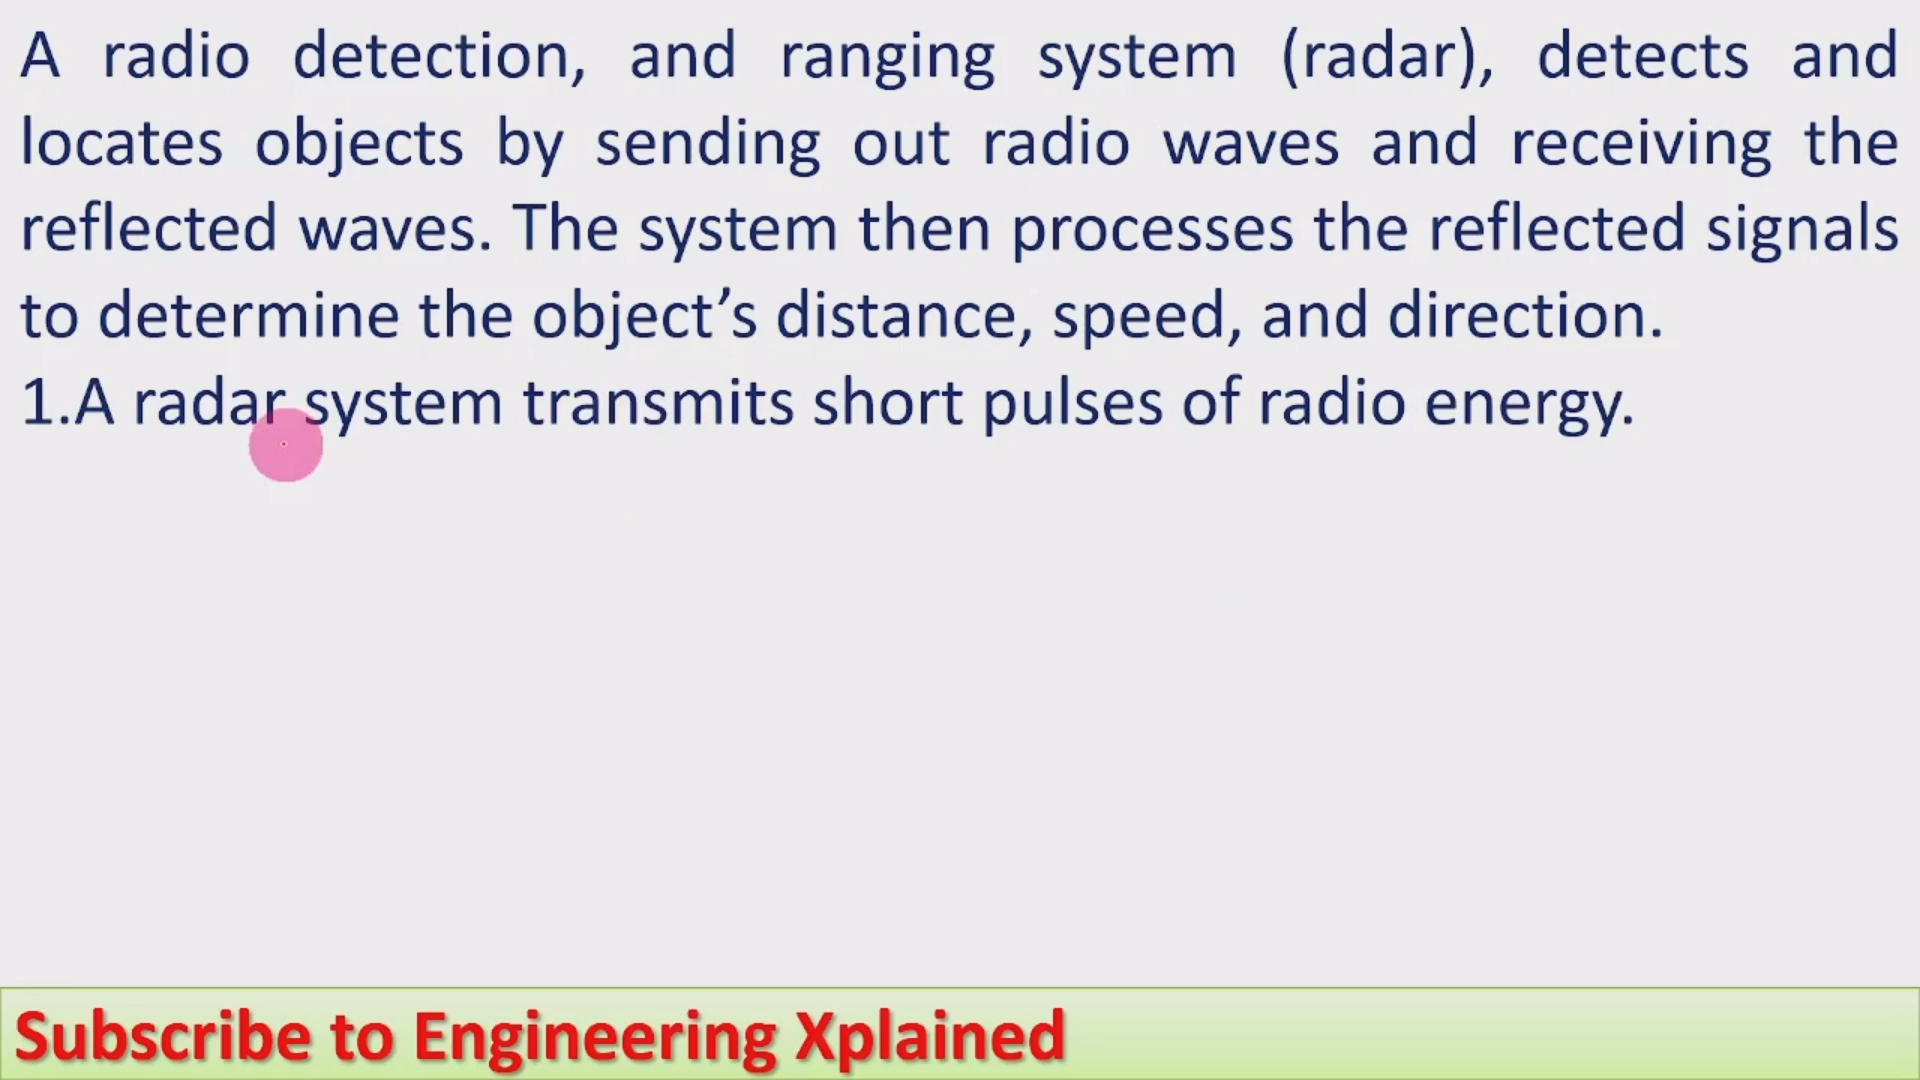 A radio detection, and ranging system (radar), detects and
locates objects by sending out radio waves and receiving the
reflected waves. The system then processes the reflected signals
to determine the object’s distance, speed, and direction.
1.A radar system transmits short pulses of radio energy.
Subscribe to Engineering Xplained